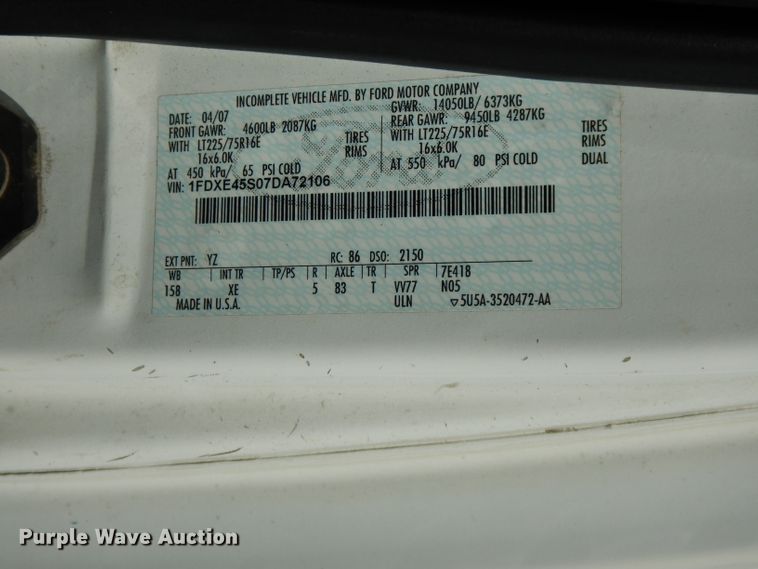 INCOMPLETE VEHICLE MFD. BY FORD MOTOR COMPANY
DATE: 04/07 GVWR: 14050LB/ 6373KG
FRONT GAWR: 4600LB 2087KG REAR GAWR: 9450LB 4287KG
WITH LT225/75R16E TIRES WITH LT225/75R16E TIRES
16x6.0K RIMS 16x6.0K RIMS
AT 450 kPa/ 65 PSI COLD AT 550 kPa/ 80 PSI COLD DUAL
VIN: 1FDXE45S07DA72106
EXT PNT: YZ RC: 86 DSO: 2150
WB INT TR TP/PS R AXLE TR SPR 7E418
158 XE 5 83 T VV77 N05
MADE IN U.S.A. ULN ▽5U5A-3520472-AA
Purple Wave Auction